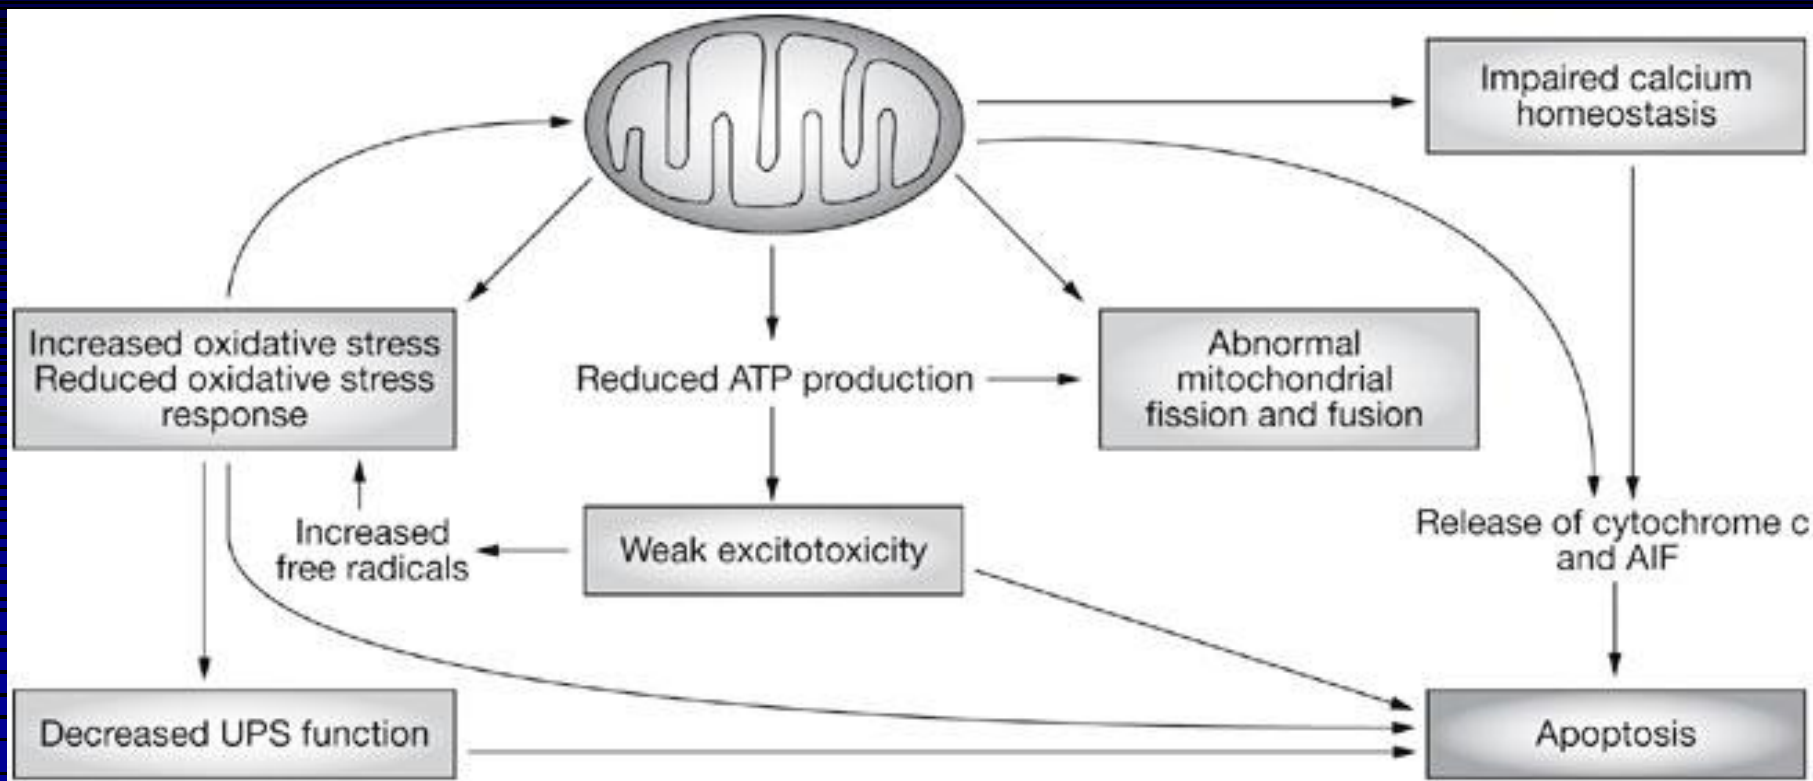 Impaired calcium
homeostasis
Increased oxidative stress
Reduced oxidative stress
response
Reduced ATP production
Abnormal
mitochondrial
fission and fusion
Increased
free radicals
Weak excitotoxicity
Release of cytochrome c
and AIF
Decreased UPS function
Apoptosis